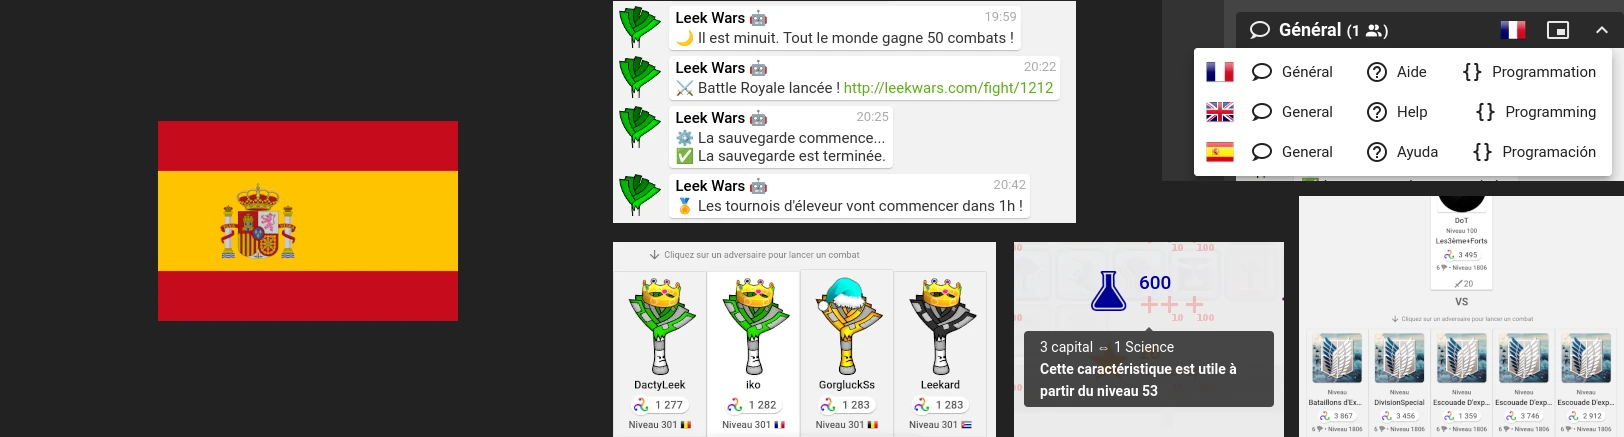 Leek Wars 🤖 19:59
🌙 Il est minuit. Tout le monde gagne 50 combats !
Leek Wars 🤖 20:22
⚔️ Battle Royale lancée ! http://leekwars.com/fight/1212
Leek Wars 🤖 20:25
⚙️ La sauvegarde commence...
✅ La sauvegarde est terminée.
Leek Wars 🤖 20:42
🏅 Les tournois d'éleveur vont commencer dans 1h !
Général (1)
Général Aide {} Programmation
General Help {} Programming
General Ayuda {} Programación
Cliquez sur un adversaire pour lancer un combat
DactyLeek iko GorgluckSs Leekard
1 277 1 282 1 283 1 283
Niveau 301 Niveau 301 Niveau 301 Niveau 301
10 100
600
10 100
3 capital ⇔ 1 Science
Cette caractéristique est utile à
partir du niveau 53
DoT
Niveau 100
Les3ème+Forts
3 495
6 • Niveau 1806
20
VS
Cliquez sur un adversaire pour lancer un combat
Niveau Niveau Niveau Niveau Niveau
Bataillons d'Ex... DivisionSpecial Escouade D'exp... Escouade D'exp... Escouade D'exp...
3 867 3 456 1 359 3 746 2 912
6 • Niveau 1806 6 • Niveau 1806 6 • Niveau 1806 6 • Niveau 1806 6 • Niveau 1806